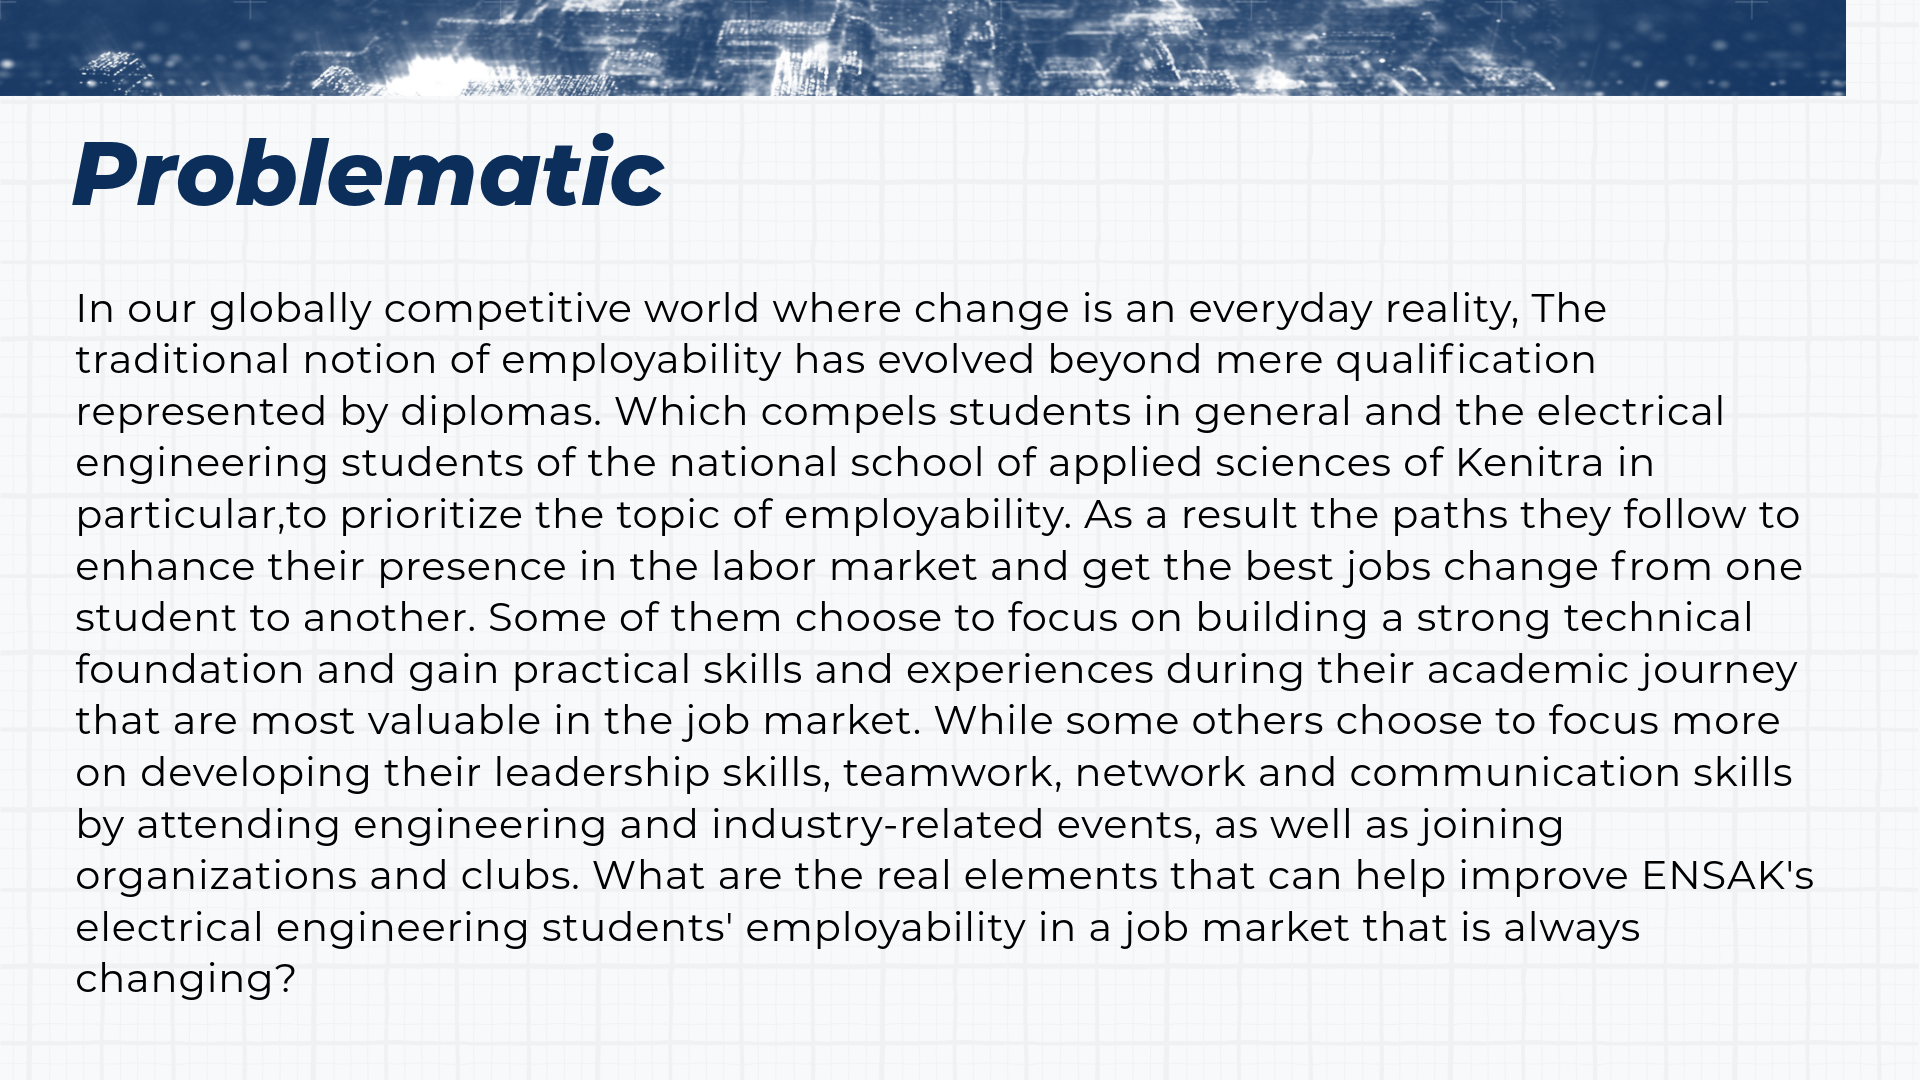 Problematic
In our globally competitive world where change is an everyday reality, The
traditional notion of employability has evolved beyond mere qualification
represented by diplomas. Which compels students in general and the electrical
engineering students of the national school of applied sciences of Kenitra in
particular,to prioritize the topic of employability. As a result the paths they follow to
enhance their presence in the labor market and get the best jobs change from one
student to another. Some of them choose to focus on building a strong technical
foundation and gain practical skills and experiences during their academic journey
that are most valuable in the job market. While some others choose to focus more
on developing their leadership skills, teamwork, network and communication skills
by attending engineering and industry-related events, as well as joining
organizations and clubs. What are the real elements that can help improve ENSAK's
electrical engineering students' employability in a job market that is always
changing?